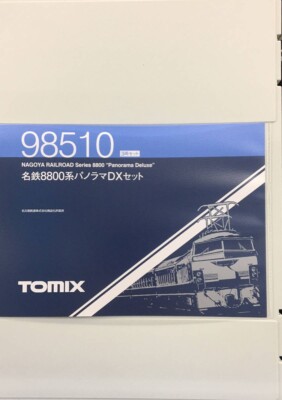 98510
NAGOYA RAILROAD Series 8800 "Panorama Deluxe"
名鉄8800系パノラマDXセット
TOMIX